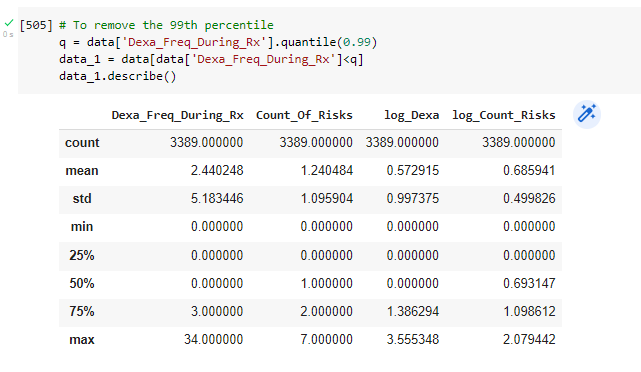 [505] # To remove the 99th percentile
0s
q = data['Dexa_Freq_During_Rx'].quantile(0.99)
data_1 = data[data['Dexa_Freq_During_Rx']<q]
data_1.describe()
Dexa_Freq_During_Rx Count_Of_Risks log_Dexa log_Count_Risks
count 3389.000000 3389.000000 3389.000000 3389.000000
mean 2.440248 1.240484 0.572915 0.685941
std 5.183446 1.095904 0.997375 0.499826
min 0.000000 0.000000 0.000000 0.000000
25% 0.000000 0.000000 0.000000 0.000000
50% 0.000000 1.000000 0.000000 0.693147
75% 3.000000 2.000000 1.386294 1.098612
max 34.000000 7.000000 3.555348 2.079442